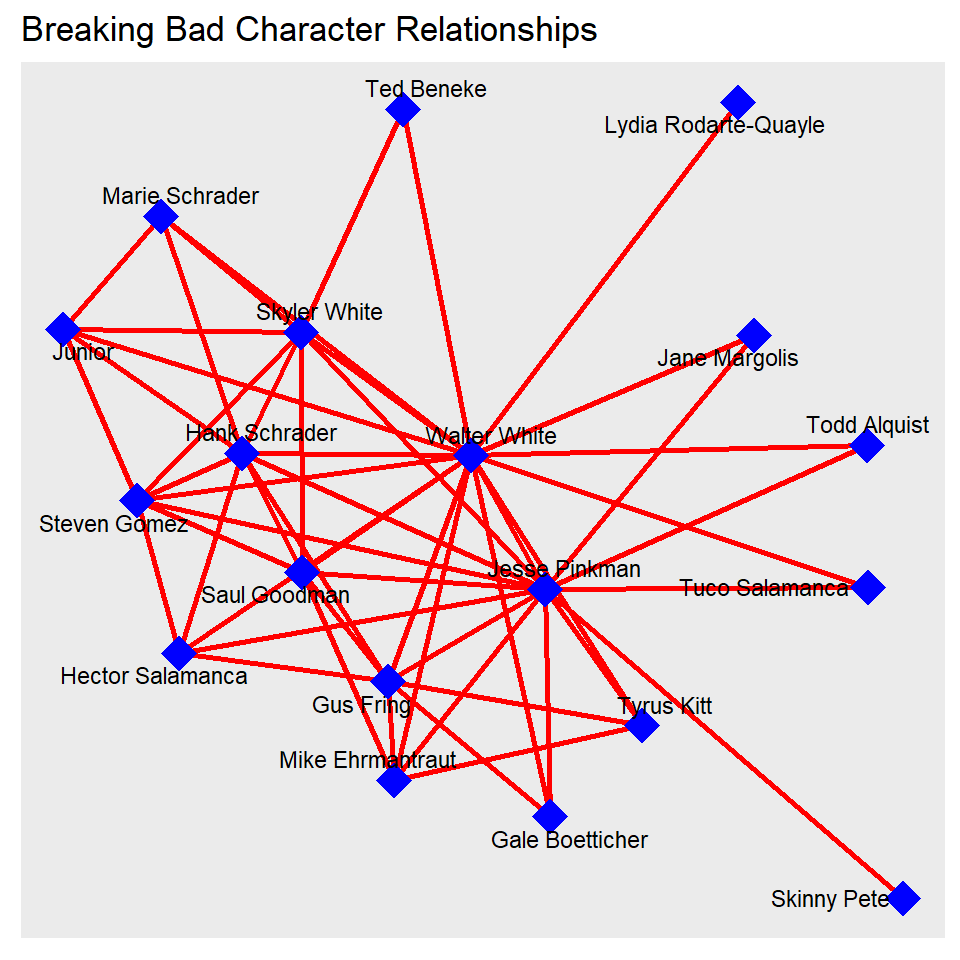 Breaking Bad Character Relationships
Ted Beneke
Lydia Rodarte-Quayle
Marie Schrader
Skyler White
Junior
Jane Margolis
Todd Alquist
Hank Schrader
Walter White
Steven Gomez
Jesse Pinkman
Tuco Salamanca
Saul Goodman
Hector Salamanca
Gus Fring
Tyrus Kitt
Mike Ehrmantraut
Gale Boetticher
Skinny Pete